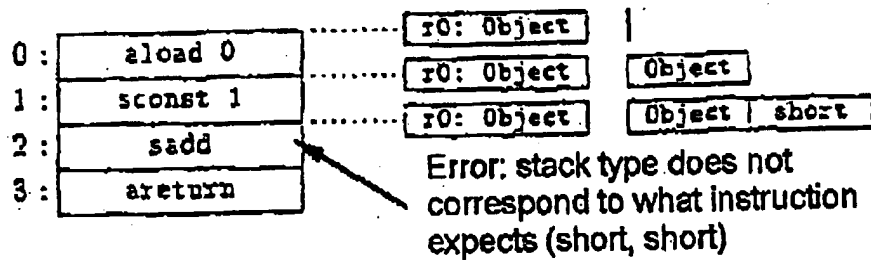 r0: Object
0: aload 0
r0: Object Object
1: sconst 1
r0: Object Object | short
2: sadd
3: areturn
Error: stack type does not
correspond to what instruction
expects (short, short)